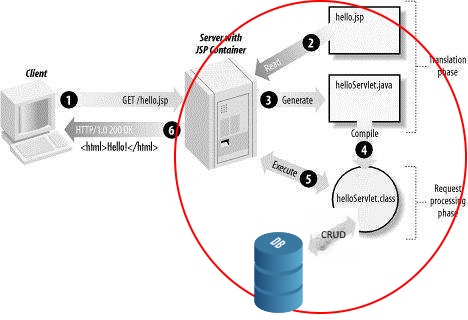 Client
Server with
JSP Container
hello.jsp
2
Read
Translation
phase
1
GET /hello.jsp
3
Generate
helloServlet.java
6
HTTP/1.0 200 OK
<html>Hello!</html>
Compile
4
Execute
5
helloServlet.class
Request
processing
phase
DB
CRUD